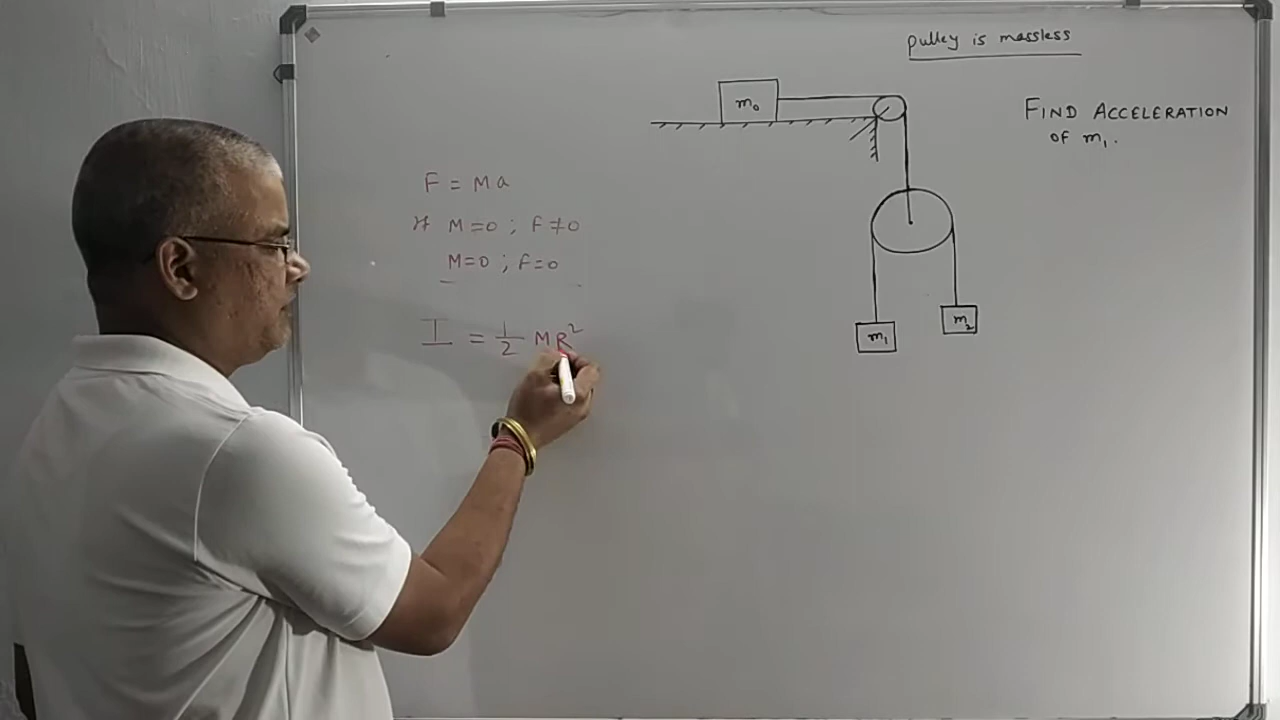 pulley is massless
m₀
FIND ACCELERATION
OF m₁.
F = Ma
If M=0 ; F≠0
M=0 ; F=0
I = 1/2 MR²
m₁
m₂